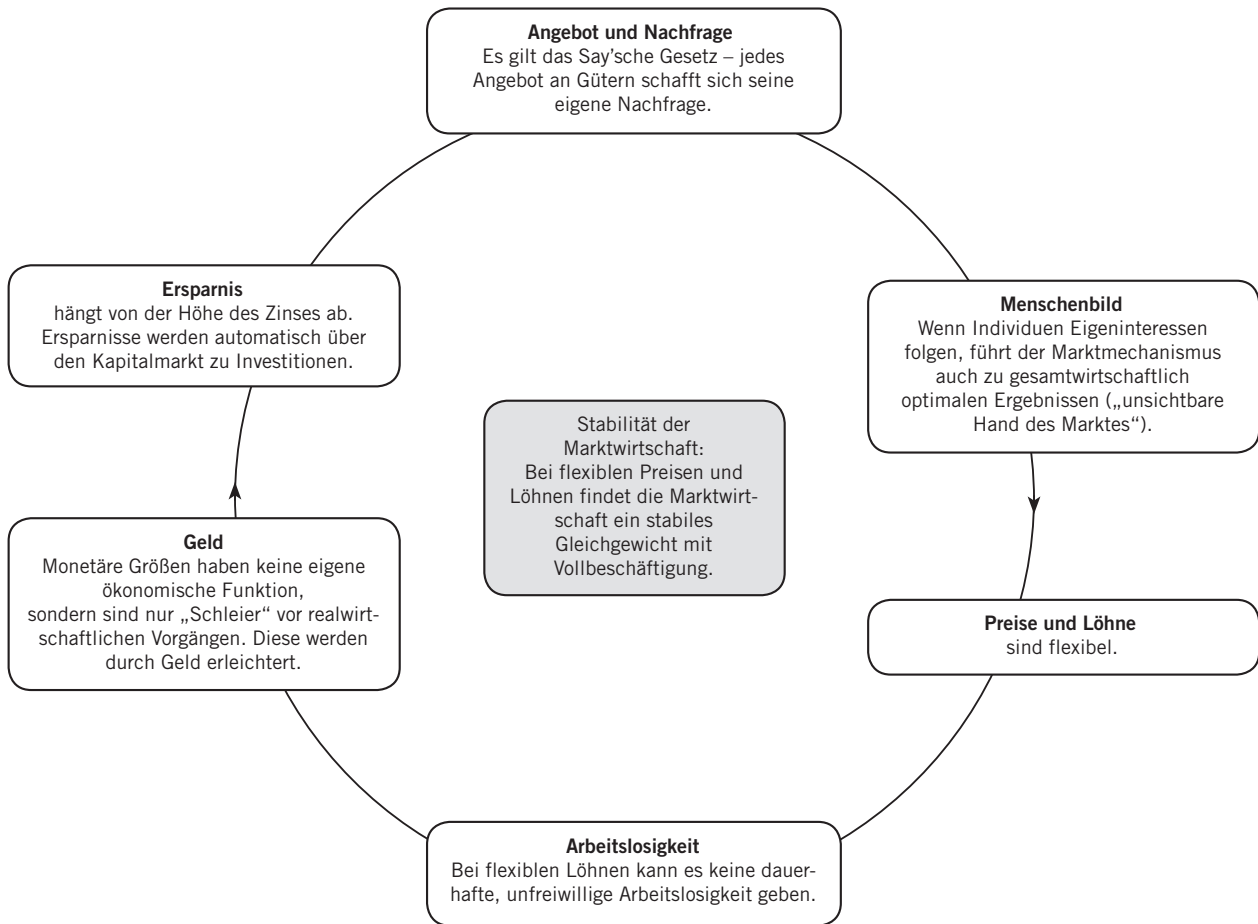 Angebot und Nachfrage
Es gilt das Say’sche Gesetz – jedes
Angebot an Gütern schafft sich seine
eigene Nachfrage.
Ersparnis
hängt von der Höhe des Zinses ab.
Ersparnisse werden automatisch über
den Kapitalmarkt zu Investitionen.
Menschenbild
Wenn Individuen Eigeninteressen
folgen, führt der Marktmechanismus
auch zu gesamtwirtschaftlich
optimalen Ergebnissen („unsichtbare
Hand des Marktes“).
Stabilität der
Marktwirtschaft:
Bei flexiblen Preisen und
Löhnen findet die Marktwirt-
schaft ein stabiles
Gleichgewicht mit
Vollbeschäftigung.
Geld
Monetäre Größen haben keine eigene
ökonomische Funktion,
sondern sind nur „Schleier“ vor realwirt-
schaftlichen Vorgängen. Diese werden
durch Geld erleichtert.
Preise und Löhne
sind flexibel.
Arbeitslosigkeit
Bei flexiblen Löhnen kann es keine dauer-
hafte, unfreiwillige Arbeitslosigkeit geben.